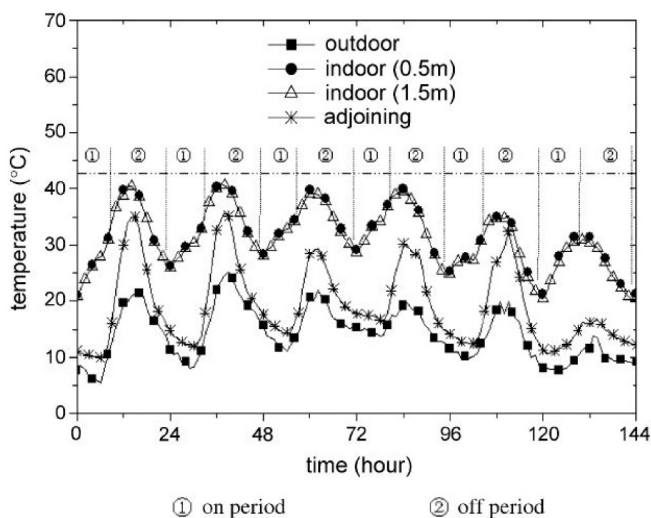 70
60
50
40
30
20
10
0
temperature (°C)
outdoor
indoor (0.5m)
indoor (1.5m)
adjoining
① ② ① ② ① ② ① ② ① ② ① ②
0 24 48 72 96 120 144
time (hour)
① on period ② off period